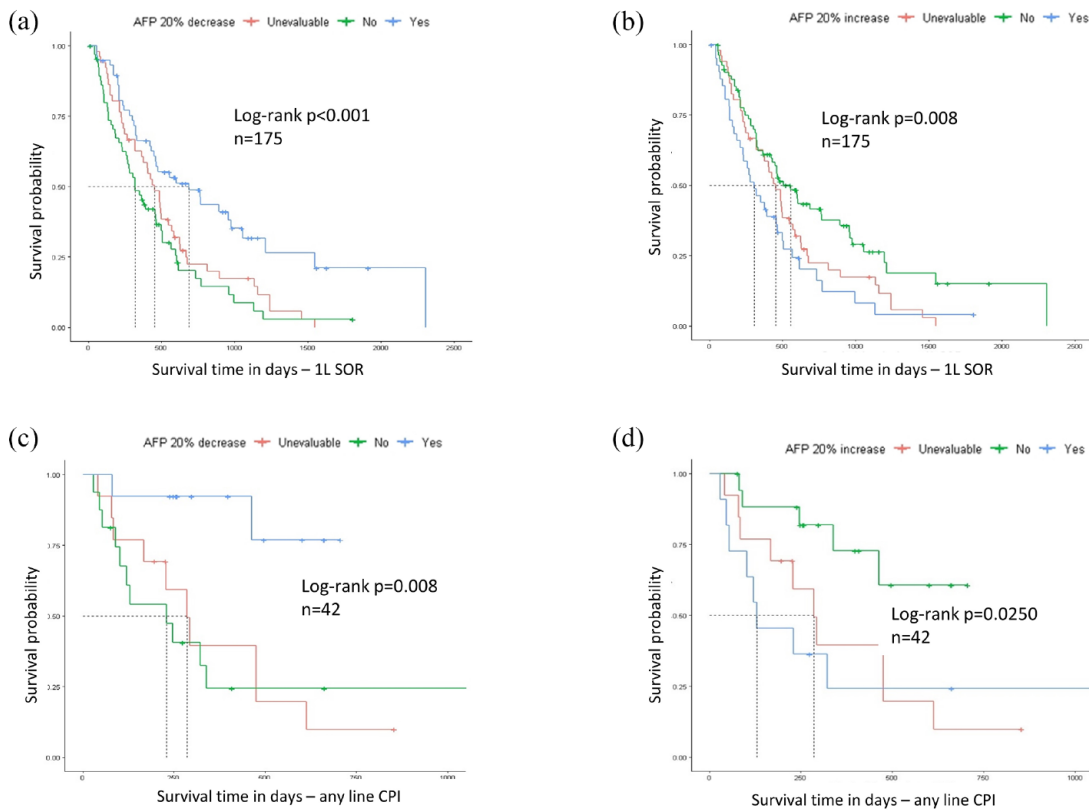 (a)
AFP 20% decrease Unevaluable No Yes
1.00
0.75
0.50
0.25
0.00
Survival probability
Log-rank p<0.001
n=175
0 500 1000 1500 2000 2500
Survival time in days – 1L SOR
(b)
AFP 20% increase Unevaluable No Yes
1.00
0.75
.0.50
0.25
0.00
Survival probability
Log-rank p=0.008
n=175
0 500 1000 1500 2000 2500
Survival time in days – 1L SOR
(c)
AFP 20% decrease Unevaluable No Yes
1.00
0.75
0.50
0.25
0.00
Survival probability
Log-rank p=0.008
n=42
0 250 500 750 1000
Survival time in days – any line CPI
(d)
AFP 20% increase Unevaluable No Yes
1.00
0.75
0.50
0.25
0.00
Survival probability
Log-rank p=0.0250
n=42
0 250 500 750 1000
Survival time in days – any line CPI